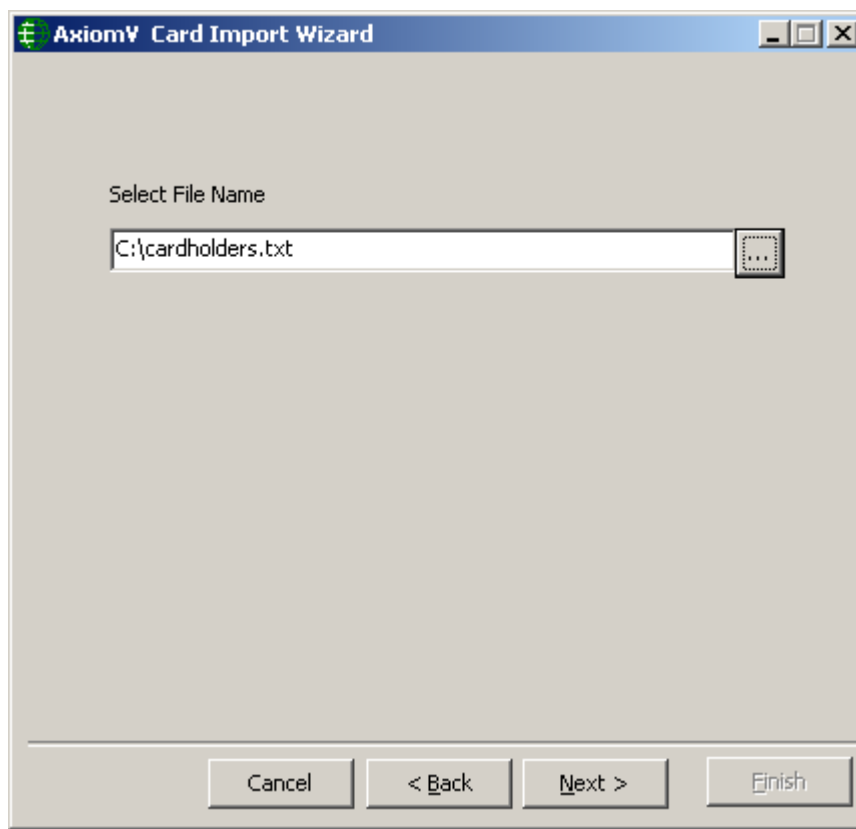 AxiomV Card Import Wizard
Select File Name
C:\cardholders.txt
...
Cancel
< Back
Next >
Finish